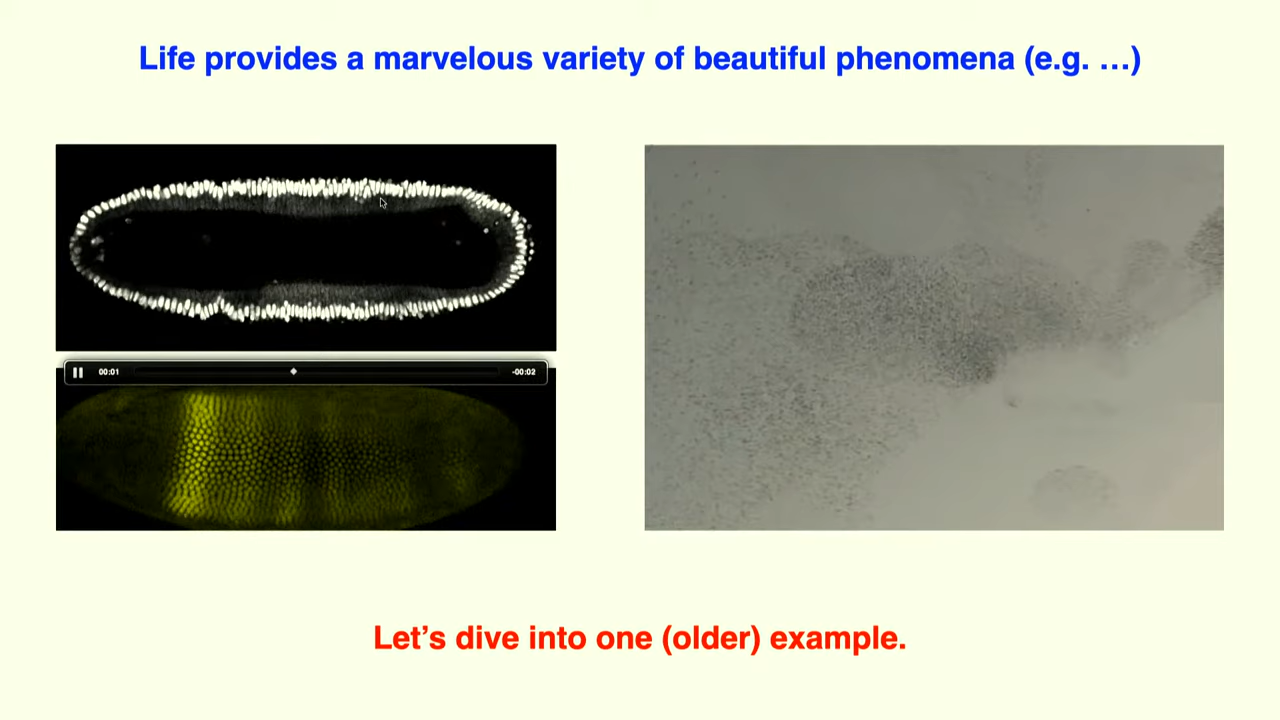 Life provides a marvelous variety of beautiful phenomena (e.g. …)
00:01
-00:02
Let’s dive into one (older) example.